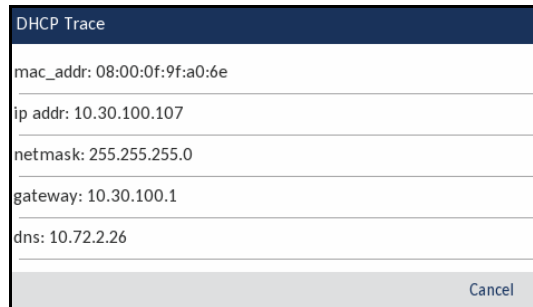 DHCP Trace
mac_addr: 08:00:0f:9f:a0:6e
ip addr: 10.30.100.107
netmask: 255.255.255.0
gateway: 10.30.100.1
dns: 10.72.2.26
Cancel